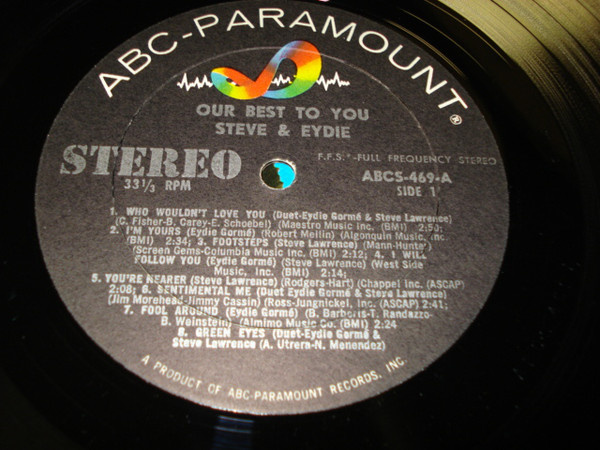 ABC-PARAMOUNT®
OUR BEST TO YOU
STEVE & EYDIE
STEREO
33 1/3 RPM
F.F.S.*-FULL FREQUENCY STEREO
ABCS-469-A
SIDE 1
1. WHO WOULDN'T LOVE YOU (Duet-Eydie Gormé & Steve Lawrence)
(C. Fisher-B. Carey-E. Schoebel) (Maestro Music Inc. (BMI) 2:50;
2. I'M YOURS (Eydie Gormé) (Robert Mellin) (Algonquin Music, Inc.
(BMI) 2:34; 3. FOOTSTEPS (Steve Lawrence) (Mann-Hunter)
(Screen Gems-Columbia Music Inc. (BMI) 2:12; 4. I WILL
FOLLOW YOU (Eydie Gormé) (Steve Lawrence) (West Side
Music, Inc. (BMI) 2:14;
5. YOU'RE NEARER (Steve Lawrence) (Rodgers-Hart) (Chappel Inc. (ASCAP)
2:08; 6. SENTIMENTAL ME (Duet Eydie Gormé & Steve Lawrence)
(Jim Morehead-Jimmy Cassin) (Ross-Jungnickel, Inc. (ASCAP) 2:41;
7. FOOL AROUND (Eydie Gormé) (B. Barberis-T. Randazzo-
B. Weinstein) (Almimo Music Co. (BMI) 2:24
8. GREEN EYES (Duet-Eydie Gormé &
Steve Lawrence (A. Utrera-N. Menendez)
A PRODUCT OF ABC-PARAMOUNT RECORDS, INC.